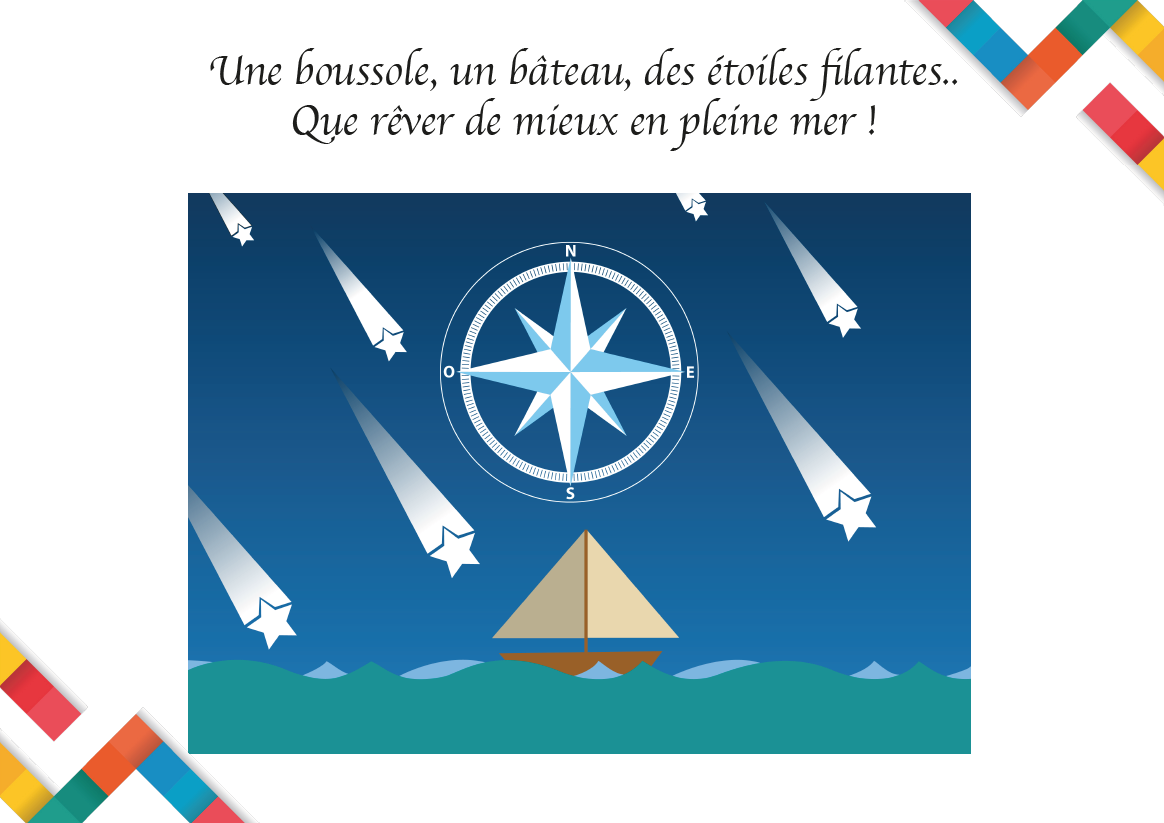 Une boussole, un bâteau, des étoiles filantes..
Que rêver de mieux en pleine mer !
N
O
E
S